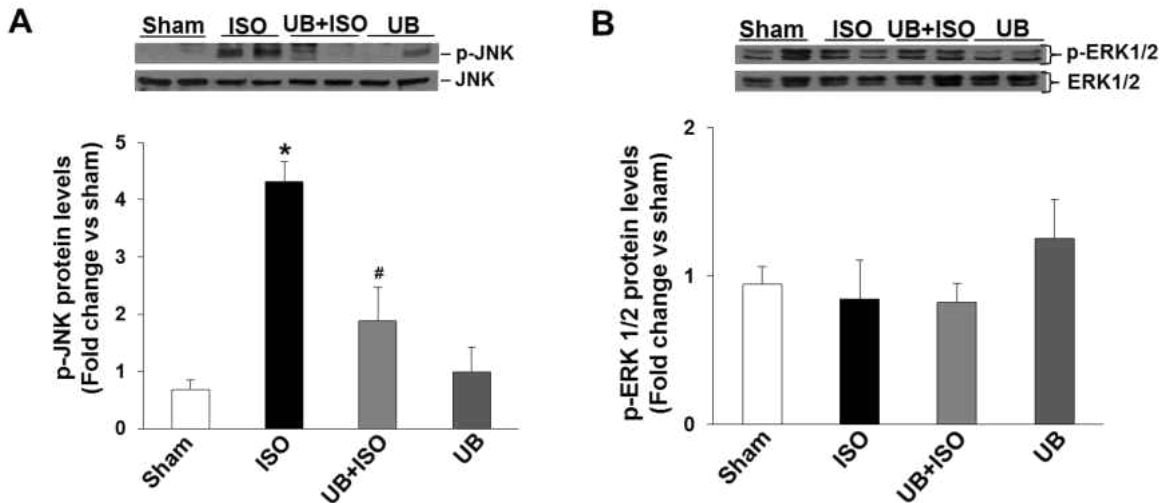 A
Sham ISO UB+ISO UB
p-JNK
JNK
p-JNK protein levels
(Fold change vs sham)
5
4
3
2
1
0
*
#
Sham
ISO
UB+ISO
UB
B
Sham ISO UB+ISO UB
p-ERK1/2
ERK1/2
p-ERK 1/2 protein levels
(Fold change vs sham)
2
1
0
Sham
ISO
UB+ISO
UB